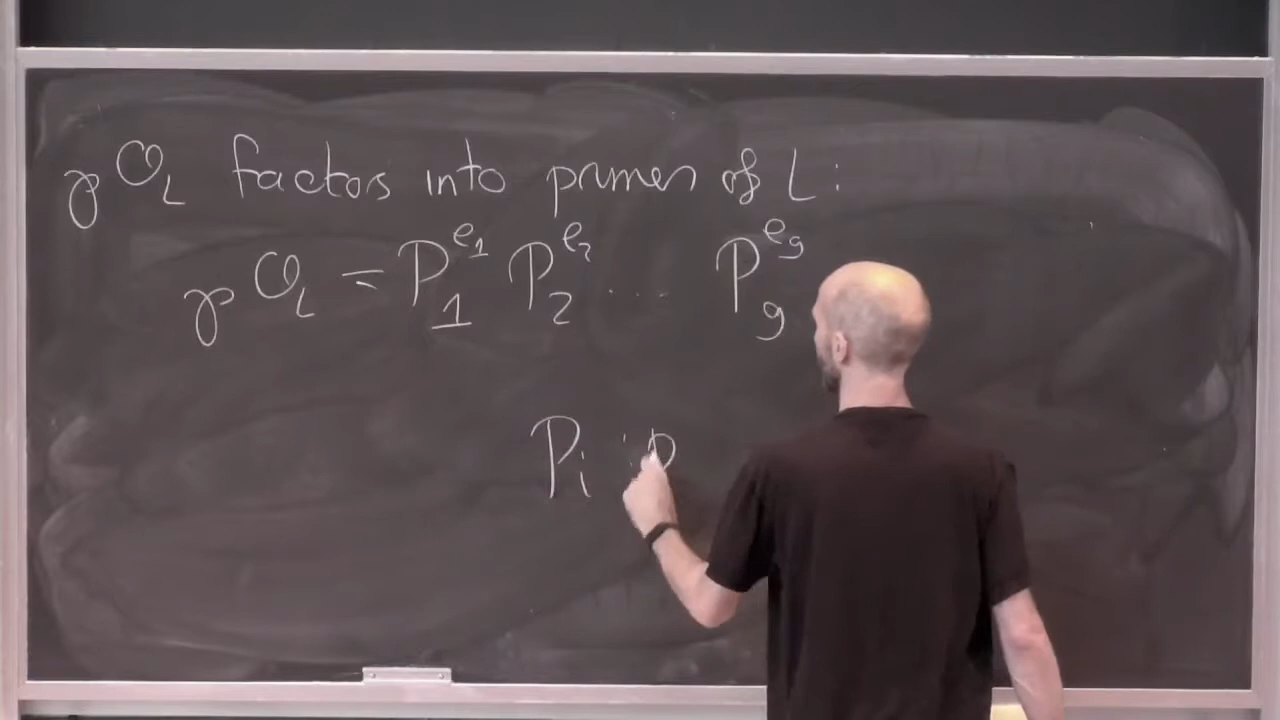 𝔭 O_L factors into primes of L :
𝔭 O_L = P_1^{e_1} P_2^{e_2} ... P_g^{e_g}
P_i : p